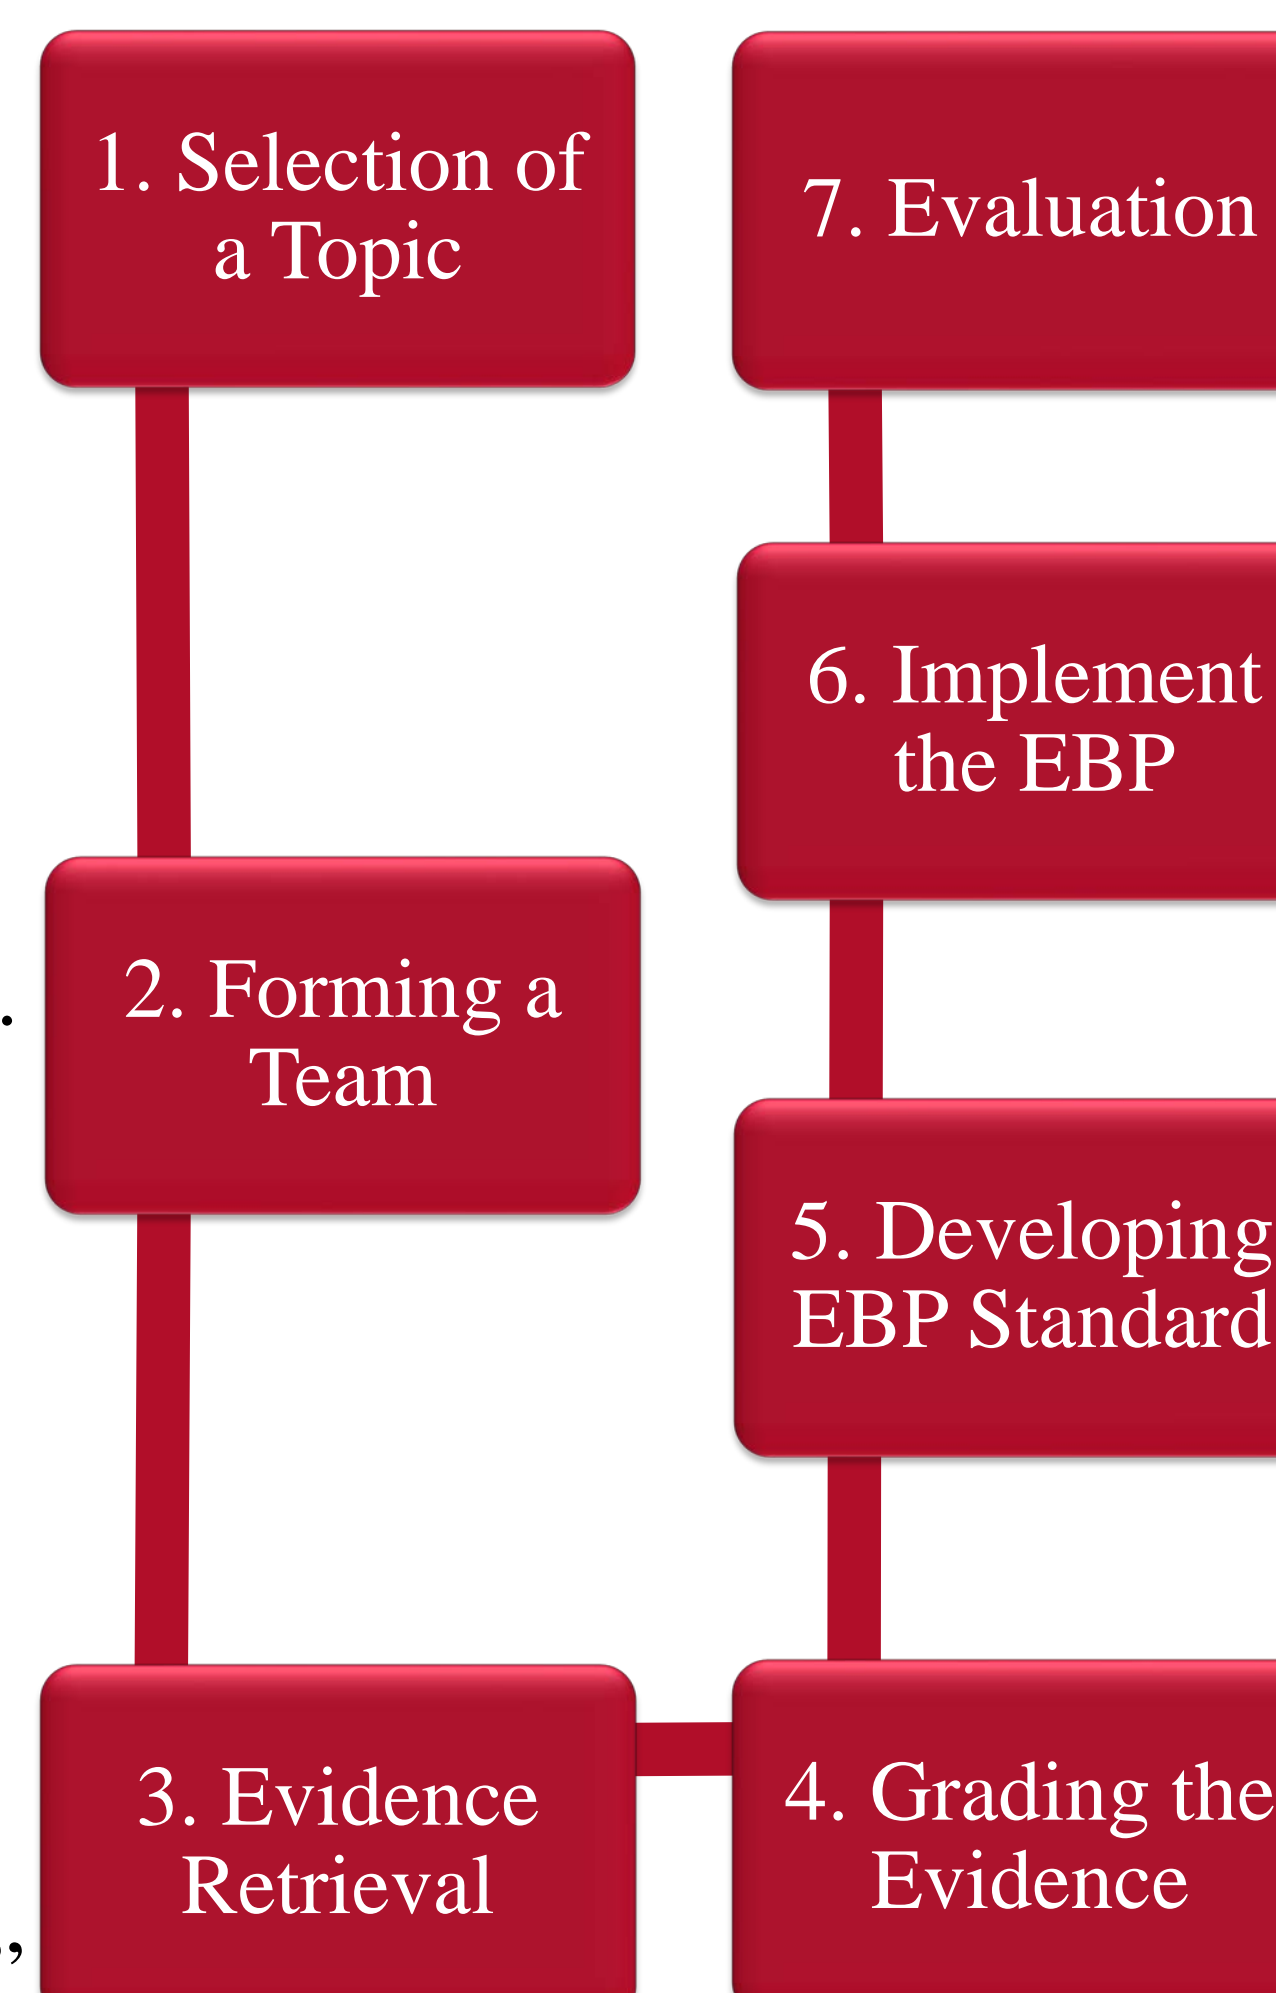 1. Selection of
a Topic
2. Forming a
Team
3. Evidence
Retrieval
4. Grading the
Evidence
5. Developing
EBP Standard
6. Implement
the EBP
7. Evaluation